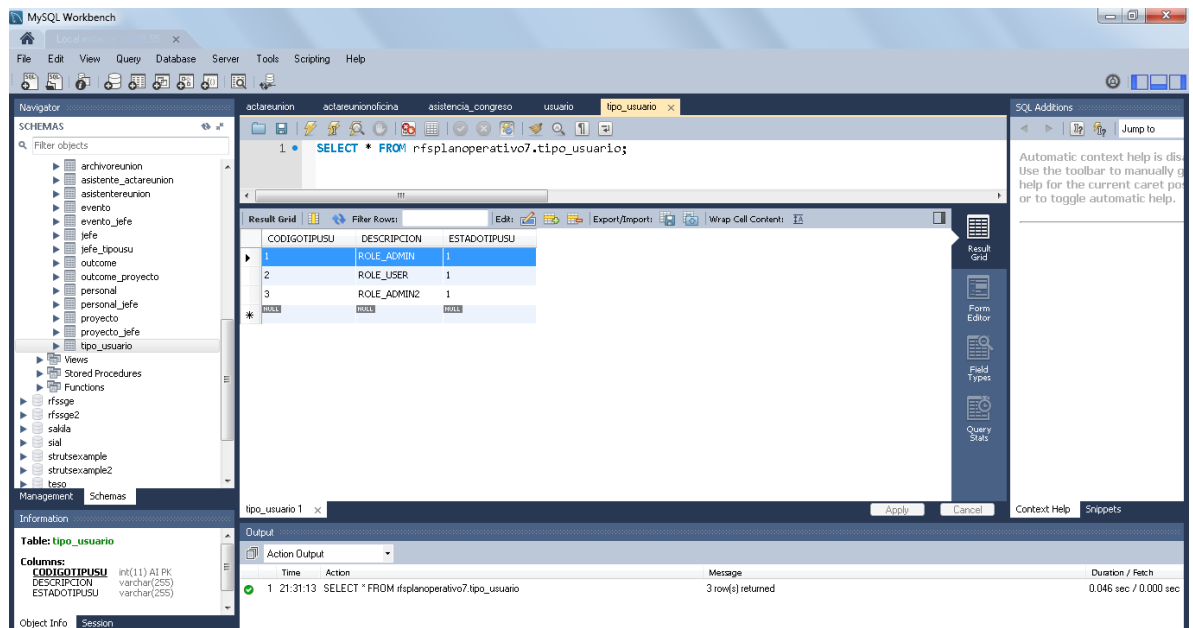 MySQL Workbench
File Edit View Query Database Server Tools Scripting Help
Navigator
SCHEMAS
Filter objects
archivoreunion
asistente_actareunion
asistentereunion
evento
evento_jefe
jefe
jefe_tipousu
outcome
outcome_proyecto
personal
personal_jefe
proyecto
proyecto_jefe
tipo_usuario
Views
Stored Procedures
Functions
rfssge
rfssge2
sakila
sial
strutsexample
strutsexample2
teso
Management Schemas
Information
Table: tipo_usuario
Columns:
CODIGOTIPUSU int(11) AI PK
DESCRIPCION varchar(255)
ESTADOTIPUSU varchar(255)
Object Info Session
actareunion actareunionoficina asistencia_congreso usuario tipo_usuario
1 SELECT * FROM rfsplanoperativo7.tipo_usuario;
Result Grid Filter Rows: Edit: Export/Import: Wrap Cell Content:
CODIGOTIPUSU DESCRIPCION ESTADOTIPUSU
1 ROLE_ADMIN 1
2 ROLE_USER 1
3 ROLE_ADMIN2 1
NULL NULL NULL
Result Grid
Form Editor
Field Types
Query Stats
tipo_usuario 1 Apply Cancel
Output
Action Output
Time Action Message Duration / Fetch
1 21:31:13 SELECT * FROM rfsplanoperativo7.tipo_usuario 3 row(s) returned 0.046 sec / 0.000 sec
SQL Additions
Jump to
Automatic context help is disa
Use the toolbar to manually g
help for the current caret pos
or to toggle automatic help.
Context Help Snippets